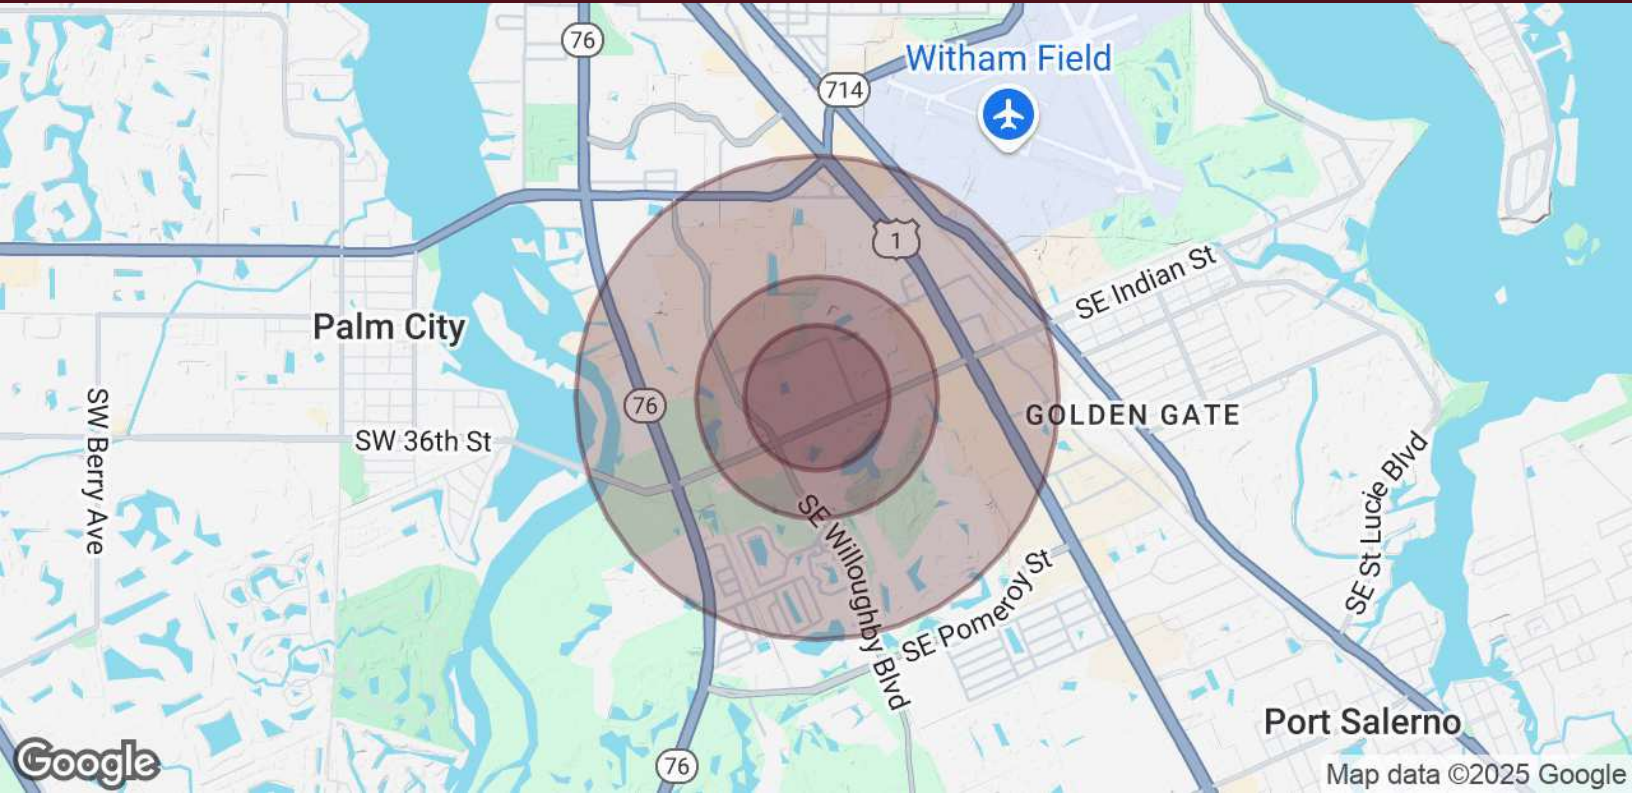 76
714
Witham Field
1
SE Indian St
Palm City
76
GOLDEN GATE
SW 36th St
SW Berry Ave
SE St Lucie Blvd
SE Willoughby Blvd
SE Pomeroy St
Port Salerno
76
Google
Map data ©2025 Google